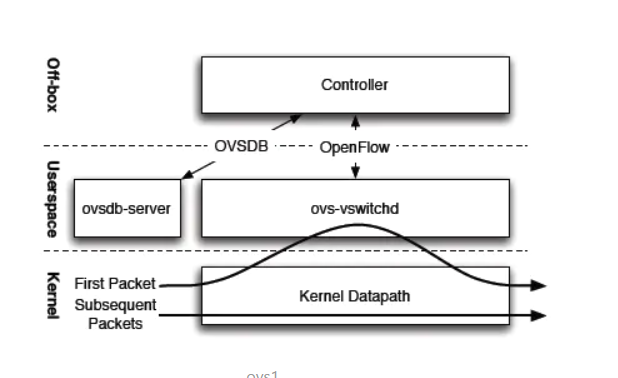 Off-box
Controller
OVSDB
OpenFlow
Userspace
ovsdb-server
ovs-vswitchd
Kernel
First Packet
Subsequent
Packets
Kernel Datapath
ovs1